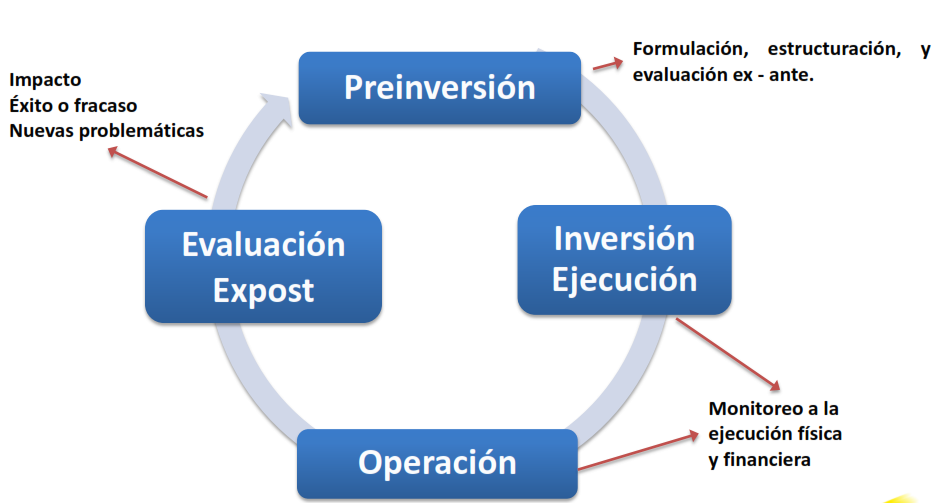 Preinversión
Formulación, estructuración, y
evaluación ex - ante.
Impacto
Éxito o fracaso
Nuevas problemáticas
Evaluación
Expost
Inversión
Ejecución
Monitoreo a la
ejecución física
y financiera
Operación